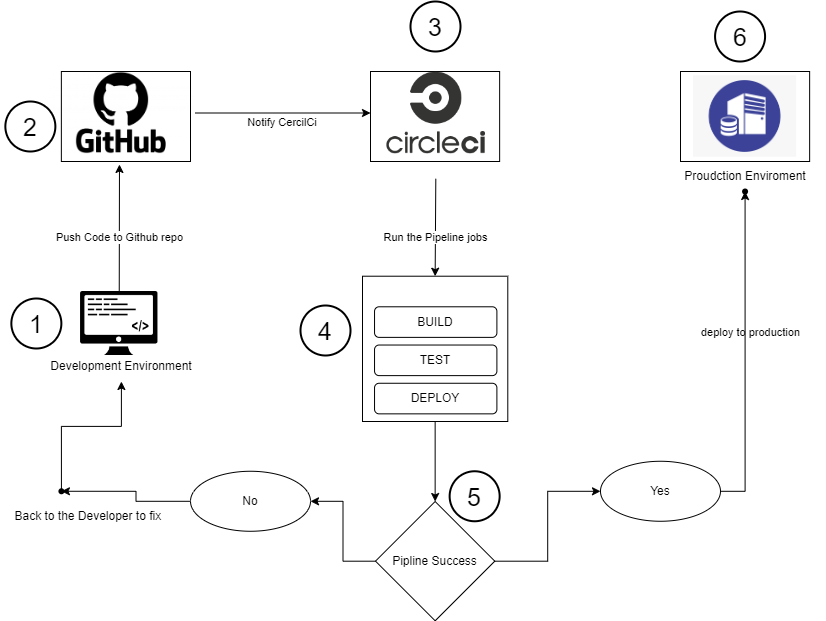 3
6
2
GitHub
Notify CercilCi
circleci
Proudction Enviroment
Push Code to Github repo
Run the Pipeline jobs
1
</>
Development Environment
4
BUILD
TEST
DEPLOY
deploy to production
5
No
Yes
Back to the Developer to fix
Pipline Success